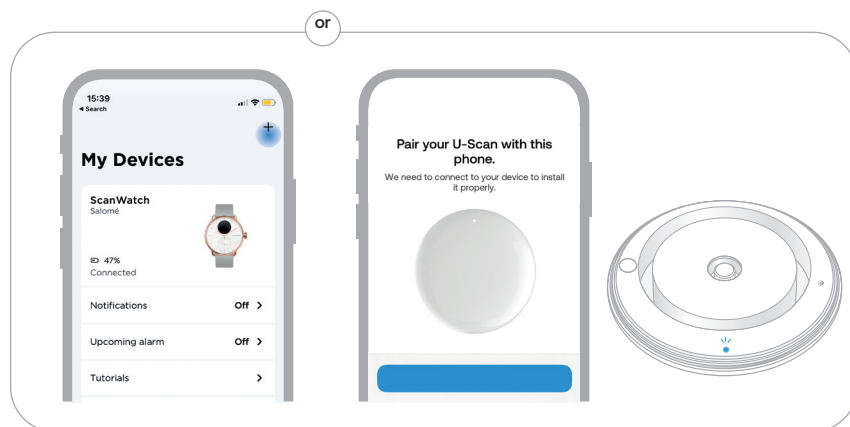 or
15:39
◄ Search
+
My Devices
ScanWatch
Salomé
47%
Connected
Notifications Off >
Upcoming alarm Off >
Tutorials >
Pair your U-Scan with this
phone.
We need to connect to your device to install
it properly.